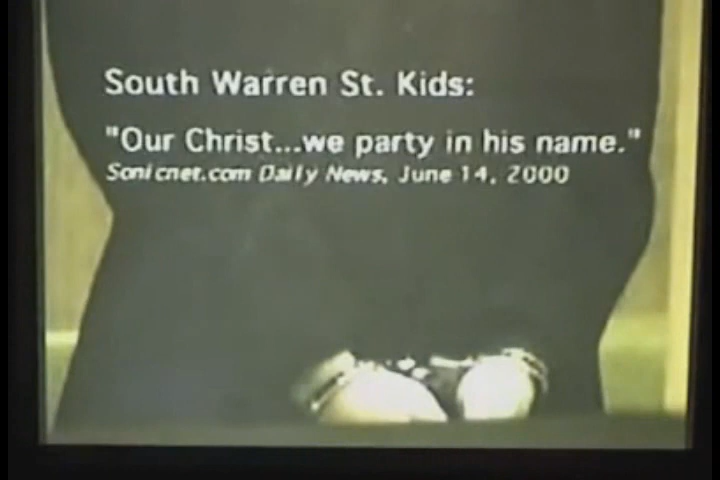 South Warren St. Kids:
"Our Christ...we party in his name."
Sonicnet.com Daily News, June 14, 2000